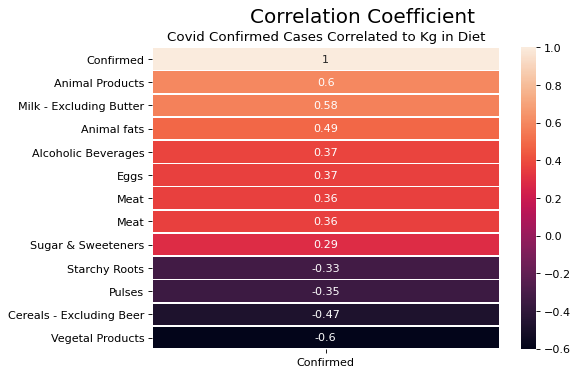 Correlation Coefficient
Covid Confirmed Cases Correlated to Kg in Diet
Confirmed 1
Animal Products 0.6
Milk - Excluding Butter 0.58
Animal fats 0.49
Alcoholic Beverages 0.37
Eggs 0.37
Meat 0.36
Meat 0.36
Sugar & Sweeteners 0.29
Starchy Roots -0.33
Pulses -0.35
Cereals - Excluding Beer -0.47
Vegetal Products -0.6
Confirmed
1.0
0.8
0.6
0.4
0.2
0.0
−0.2
−0.4
−0.6